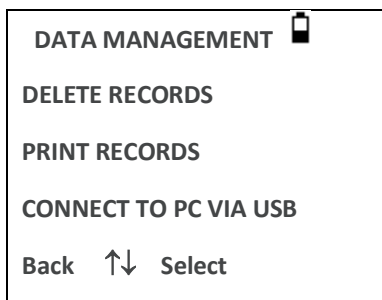 DATA MANAGEMENT
DELETE RECORDS
PRINT RECORDS
CONNECT TO PC VIA USB
Back ↑↓ Select